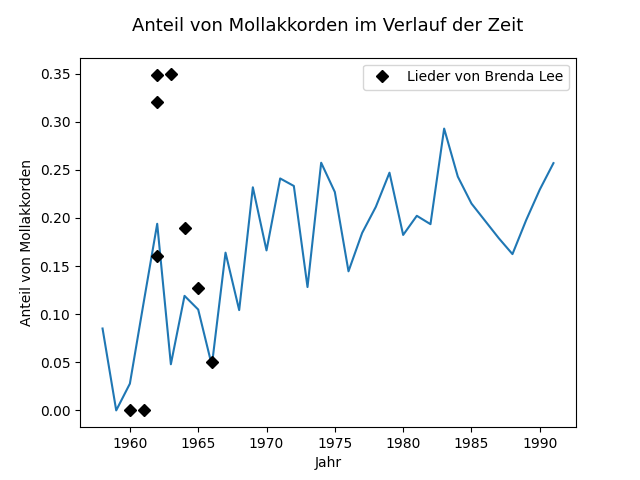 Anteil von Mollakkorden im Verlauf der Zeit
Lieder von Brenda Lee
Anteil von Mollakkorden
0.35
0.30
0.25
0.20
0.15
0.10
0.05
0.00
1960 1965 1970 1975 1980 1985 1990
Jahr